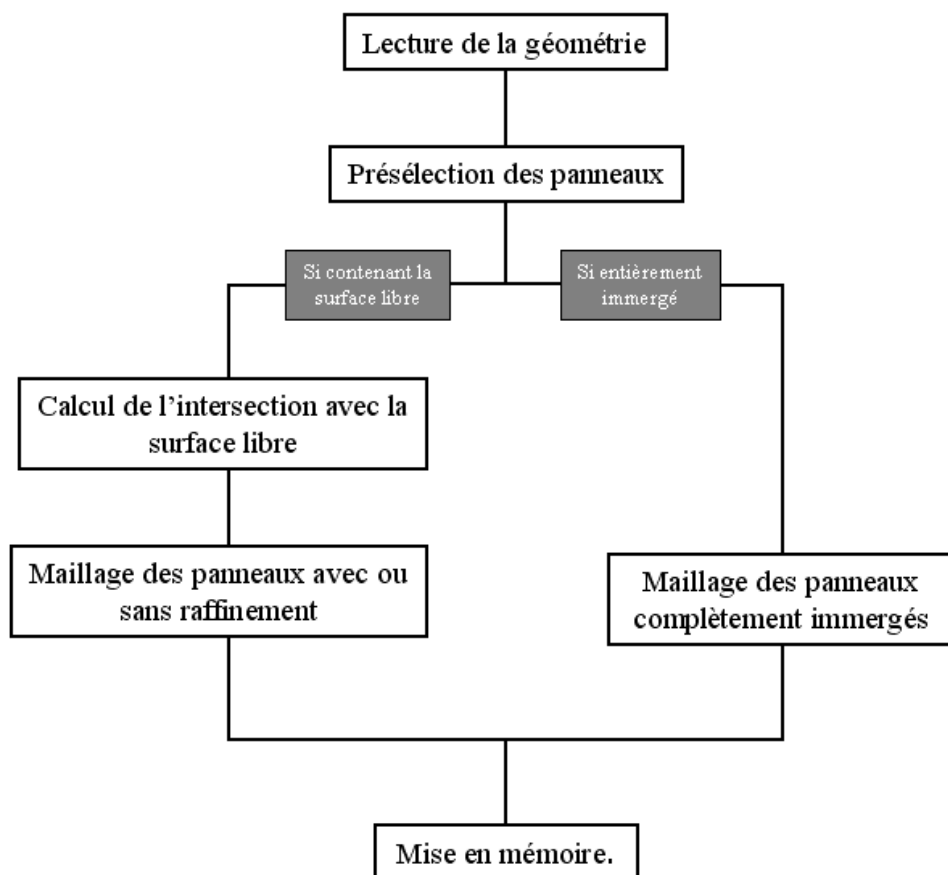 Lecture de la géométrie
Présélection des panneaux
Si contenant la
surface libre
Si entièrement
immergé
Calcul de l'intersection avec la
surface libre
Maillage des panneaux avec ou
sans raffinement
Maillage des panneaux
complètement immergés
Mise en mémoire.